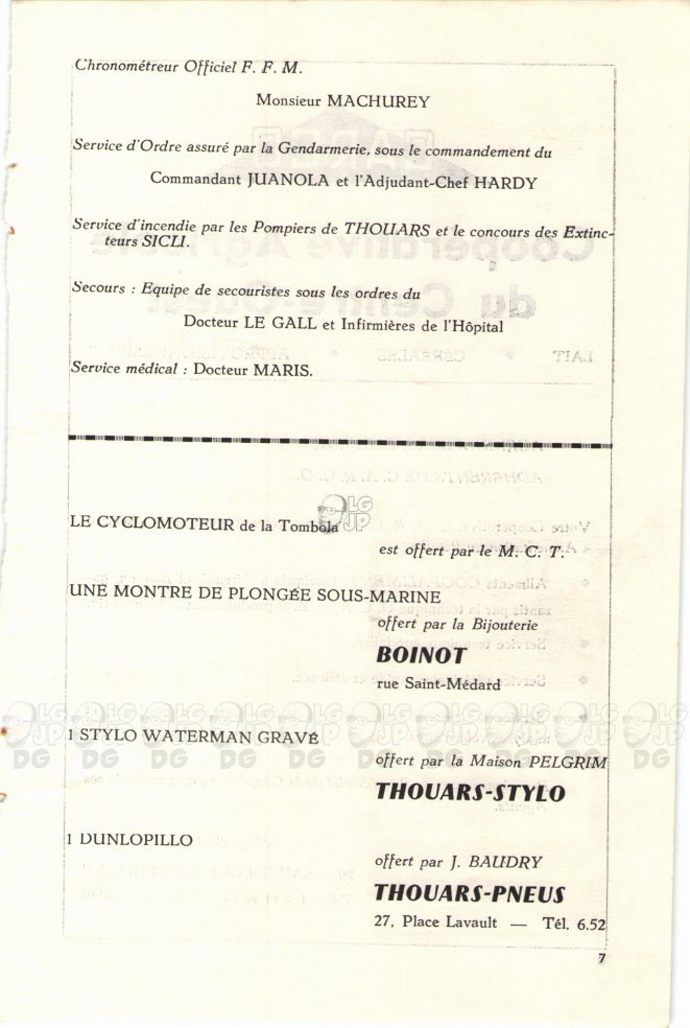 Chronométreur Officiel F. F. M.
Monsieur MACHUREY
Service d'Ordre assuré par la Gendarmerie, sous le commandement du
Commandant JUANOLA et l'Adjudant-Chef HARDY
Service d'incendie par les Pompiers de THOUARS et le concours des Extinc-
teurs SICLI.
Secours : Equipe de secouristes sous les ordres du
Docteur LE GALL et Infirmières de l'Hôpital
Service médical : Docteur MARIS.
LE CYCLOMOTEUR de la Tombola
est offert par le M. C. T.
UNE MONTRE DE PLONGÉE SOUS-MARINE
offert par la Bijouterie
BOINOT
rue Saint-Médard
1 STYLO WATERMAN GRAVÉ
offert par la Maison PELGRIM
THOUARS-STYLO
1 DUNLOPILLO
offert par J. BAUDRY
THOUARS-PNEUS
27, Place Lavault — Tél. 6.52
7